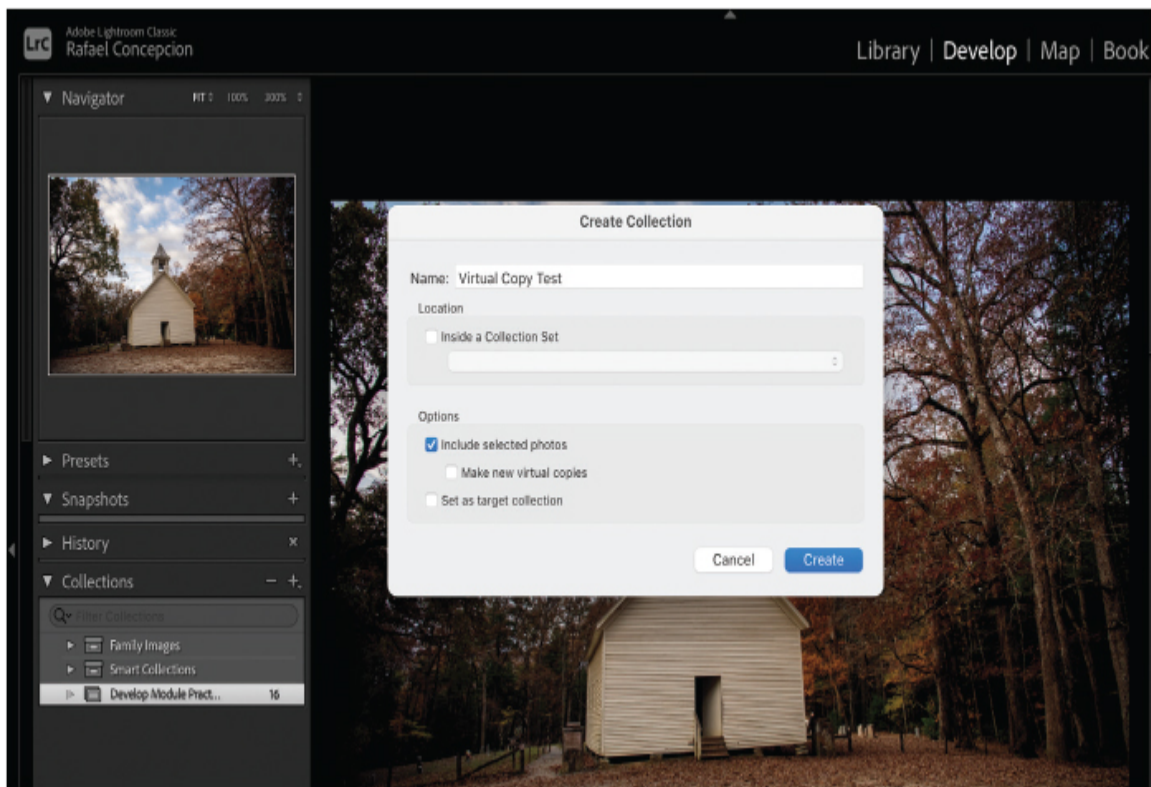 LrC
Adobe Lightroom Classic
Rafael Concepcion
Library | Develop | Map | Book
Navigator FIT 100% 300%
Create Collection
Name: Virtual Copy Test
Location
Inside a Collection Set
Options
Include selected photos
Make new virtual copies
Set as target collection
Cancel Create
Presets
Snapshots
History
Collections
Filter Collections
Family Images
Smart Collections
Develop Module Pract... 16